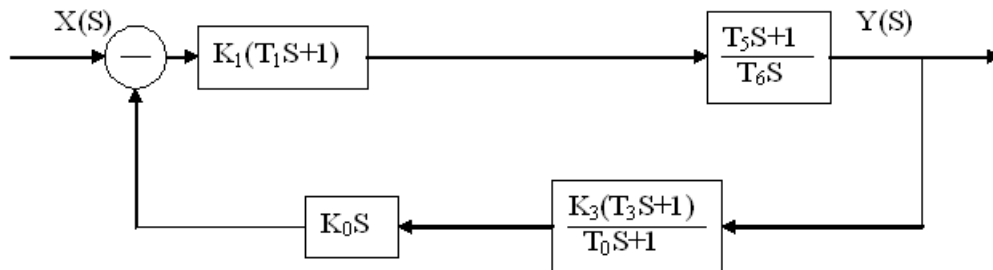 X(S)
—
K₁(T₁S+1)
T₅S+1
T₆S
Y(S)
K₀S
K₃(T₃S+1)
T₀S+1